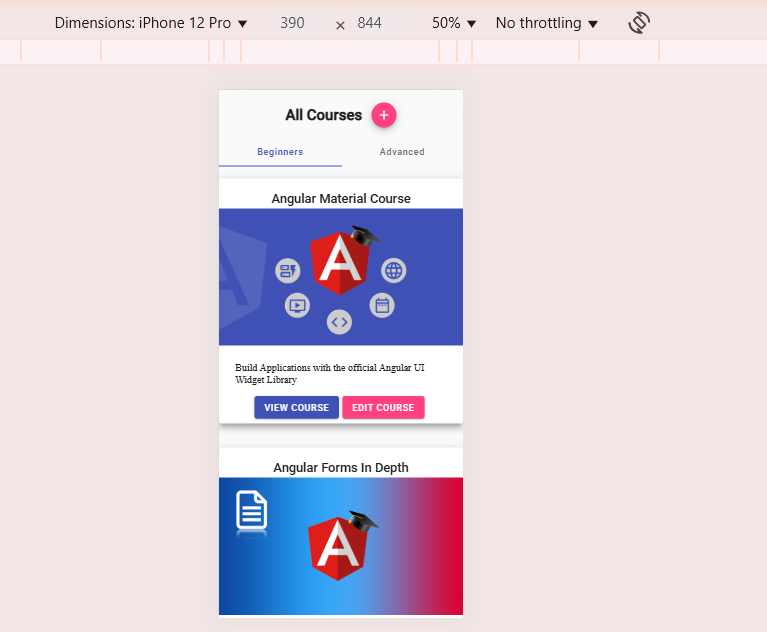 Dimensions: iPhone 12 Pro ▼ 390 × 844 50% ▼ No throttling ▼
All Courses +
Beginners Advanced
Angular Material Course
A
Build Applications with the official Angular UI
Widget Library
VIEW COURSE EDIT COURSE
Angular Forms In Depth
A